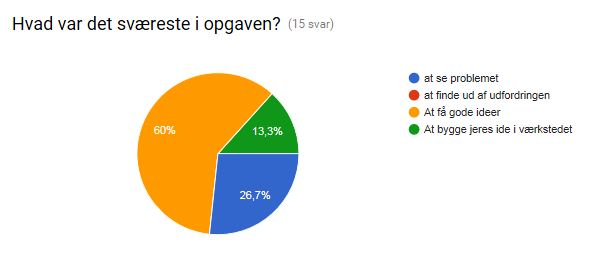 Hvad var det sværeste i opgaven? (15 svar)
at se problemet
at finde ud af udfordringen
At få gode ideer
At bygge jeres ide i værkstedet
60%
13,3%
26,7%